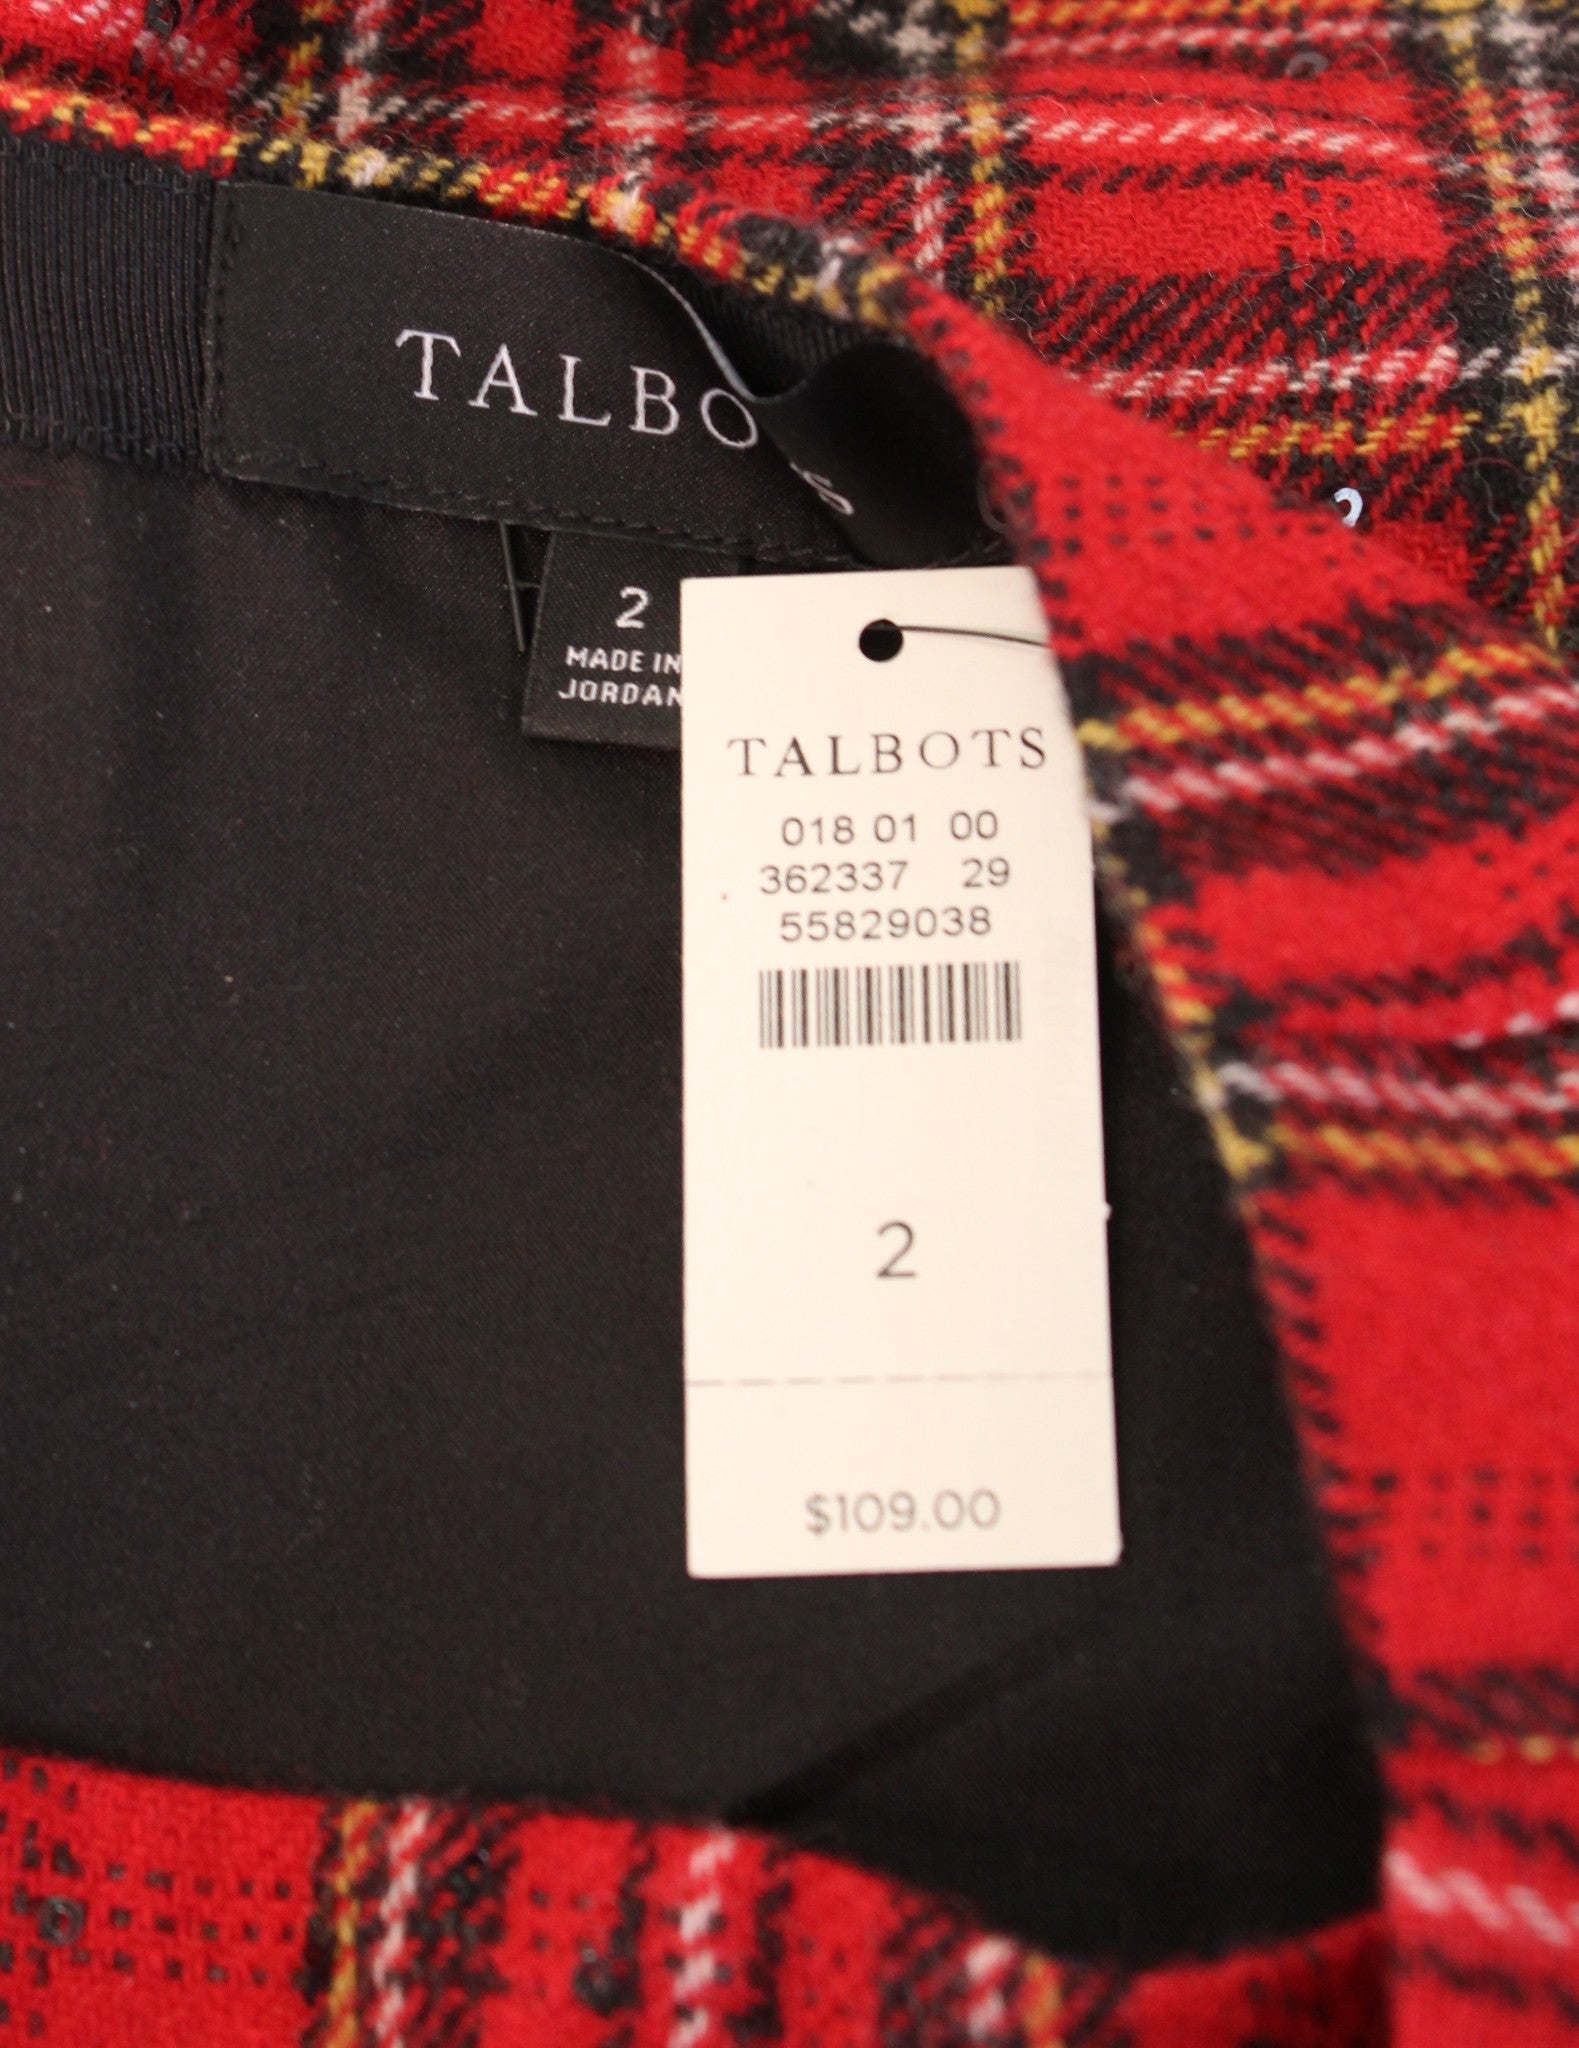 TALBOTS
2
MADE IN
JORDAN
TALBOTS
018 01 00
362337 29
55829038
2
$109.00